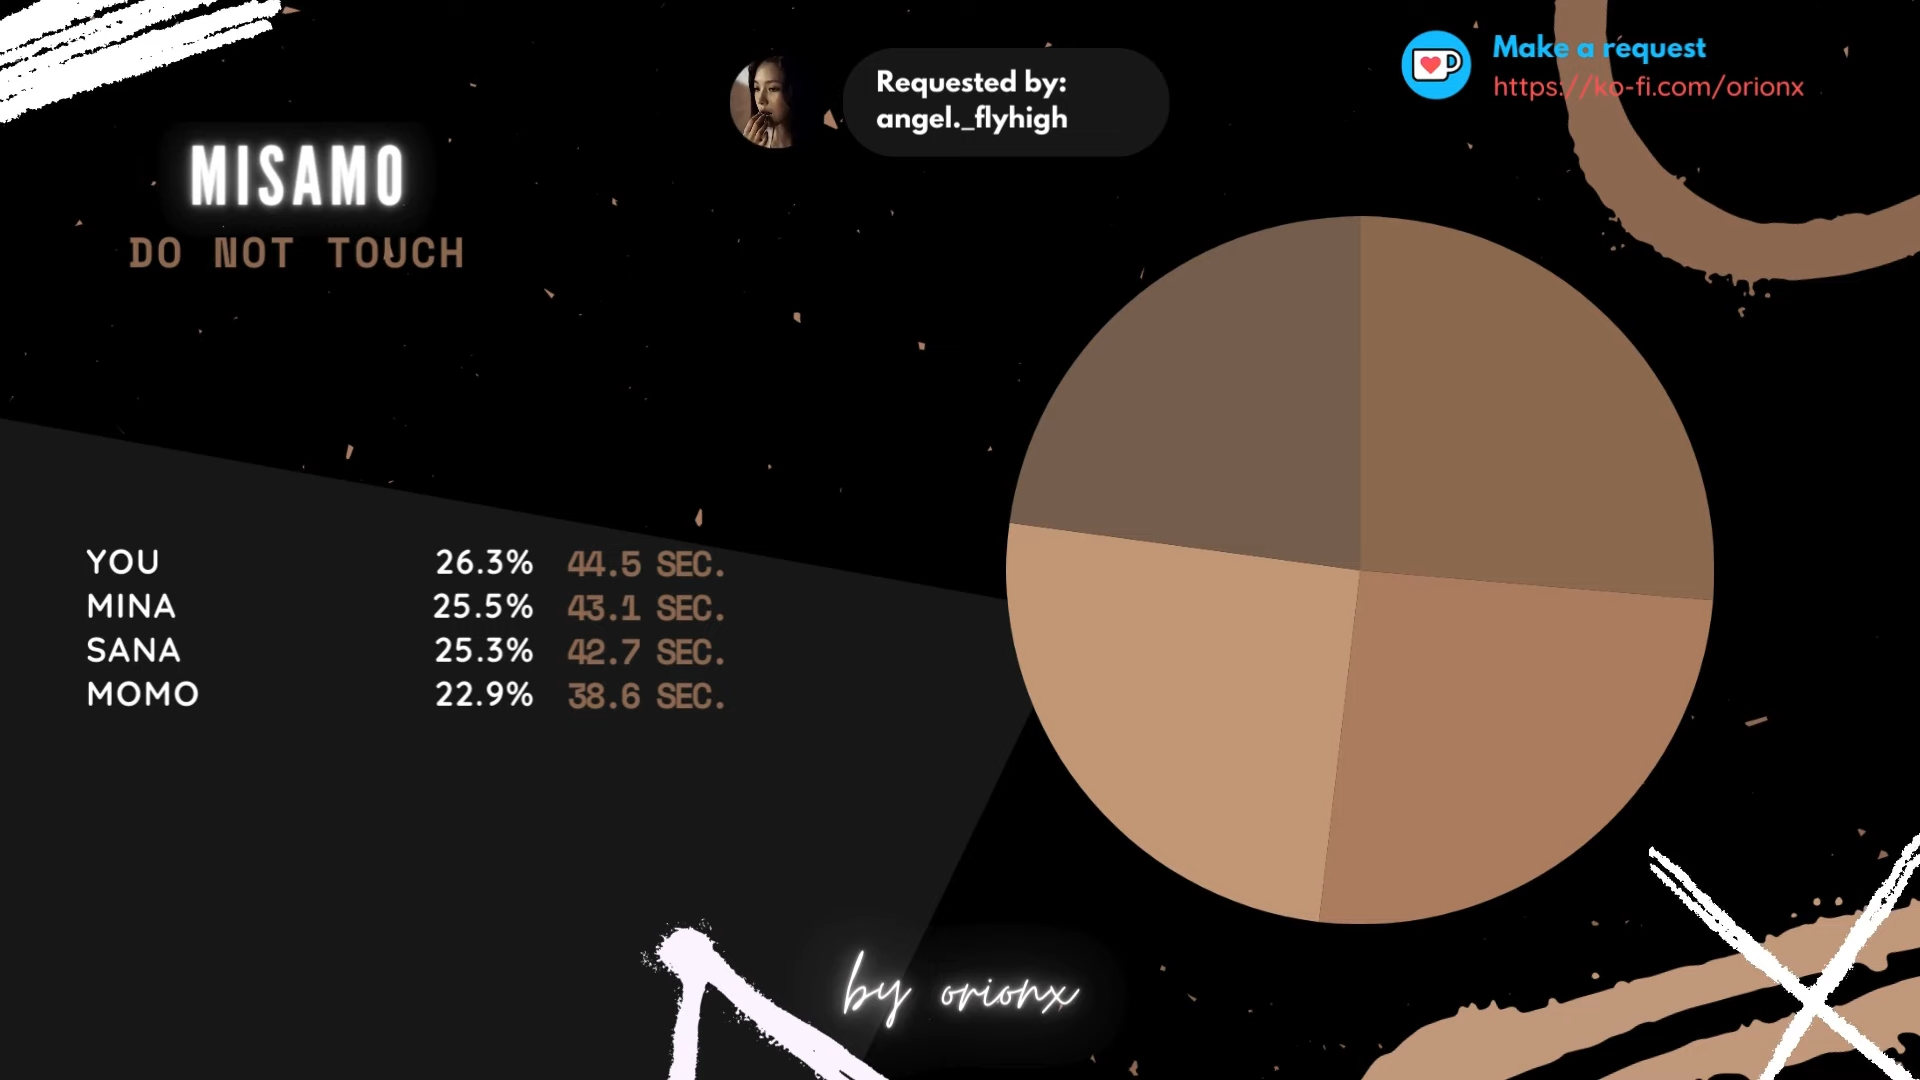 Make a request
https://ko-fi.com/orionx
Requested by:
angel._flyhigh
MISAMO
DO NOT TOUCH
YOU 26.3% 44.5 SEC.
MINA 25.5% 43.1 SEC.
SANA 25.3% 42.7 SEC.
MOMO 22.9% 38.6 SEC.
by orionx